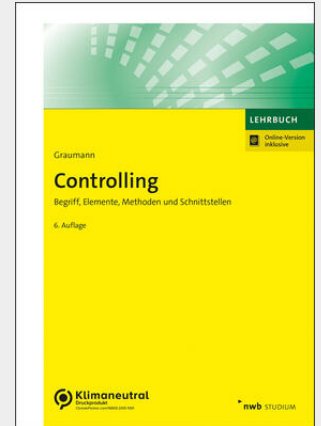 LEHRBUCH
Online-Version
inklusive
Graumann
Controlling
Begriff, Elemente, Methoden und Schnittstellen
6. Auflage
Klimaneutral
Druckprodukt
nwb STUDIUM